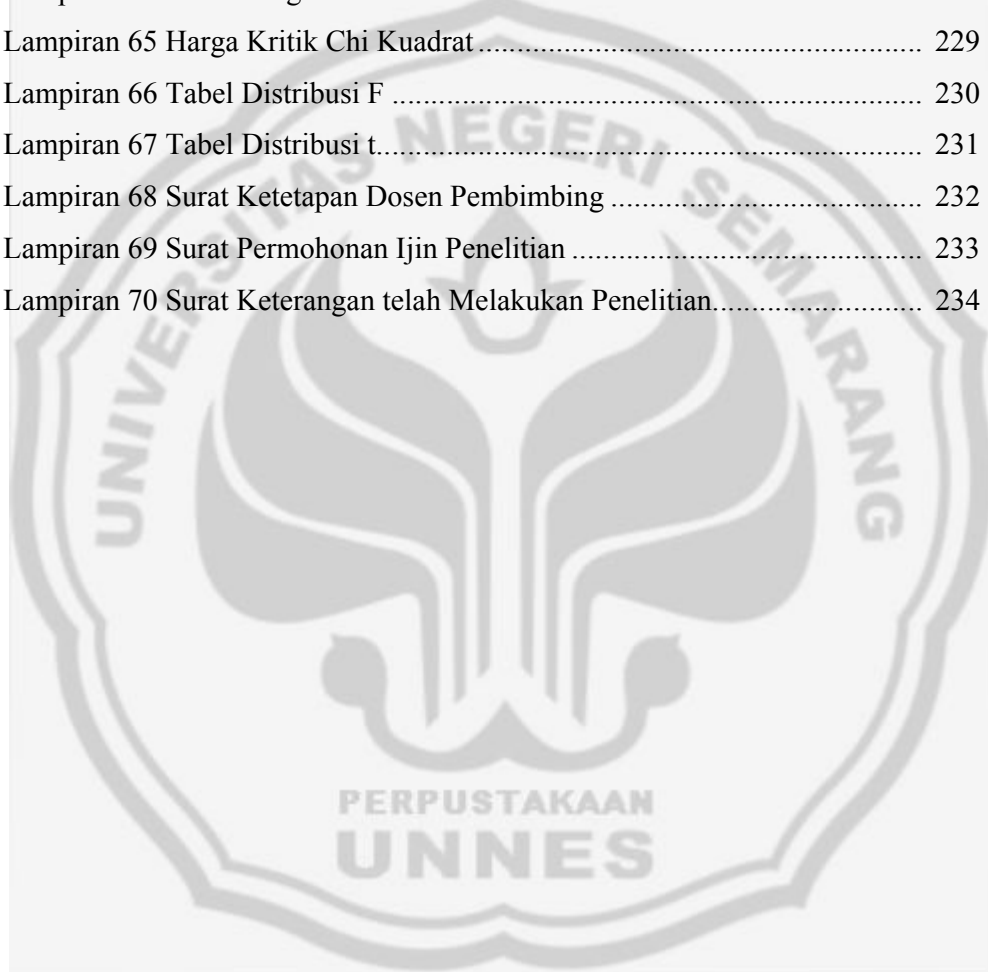 Lampiran 65 Harga Kritik Chi Kuadrat ........................................................ 229
Lampiran 66 Tabel Distribusi F ................................................................... 230
Lampiran 67 Tabel Distribusi t.................................................................... 231
Lampiran 68 Surat Ketetapan Dosen Pembimbing ...................................... 232
Lampiran 69 Surat Permohonan Ijin Penelitian ........................................... 233
Lampiran 70 Surat Keterangan telah Melakukan Penelitian........................ 234
UNIVERSITAS NEGERI SEMARANG
PERPUSTAKAAN
UNNES